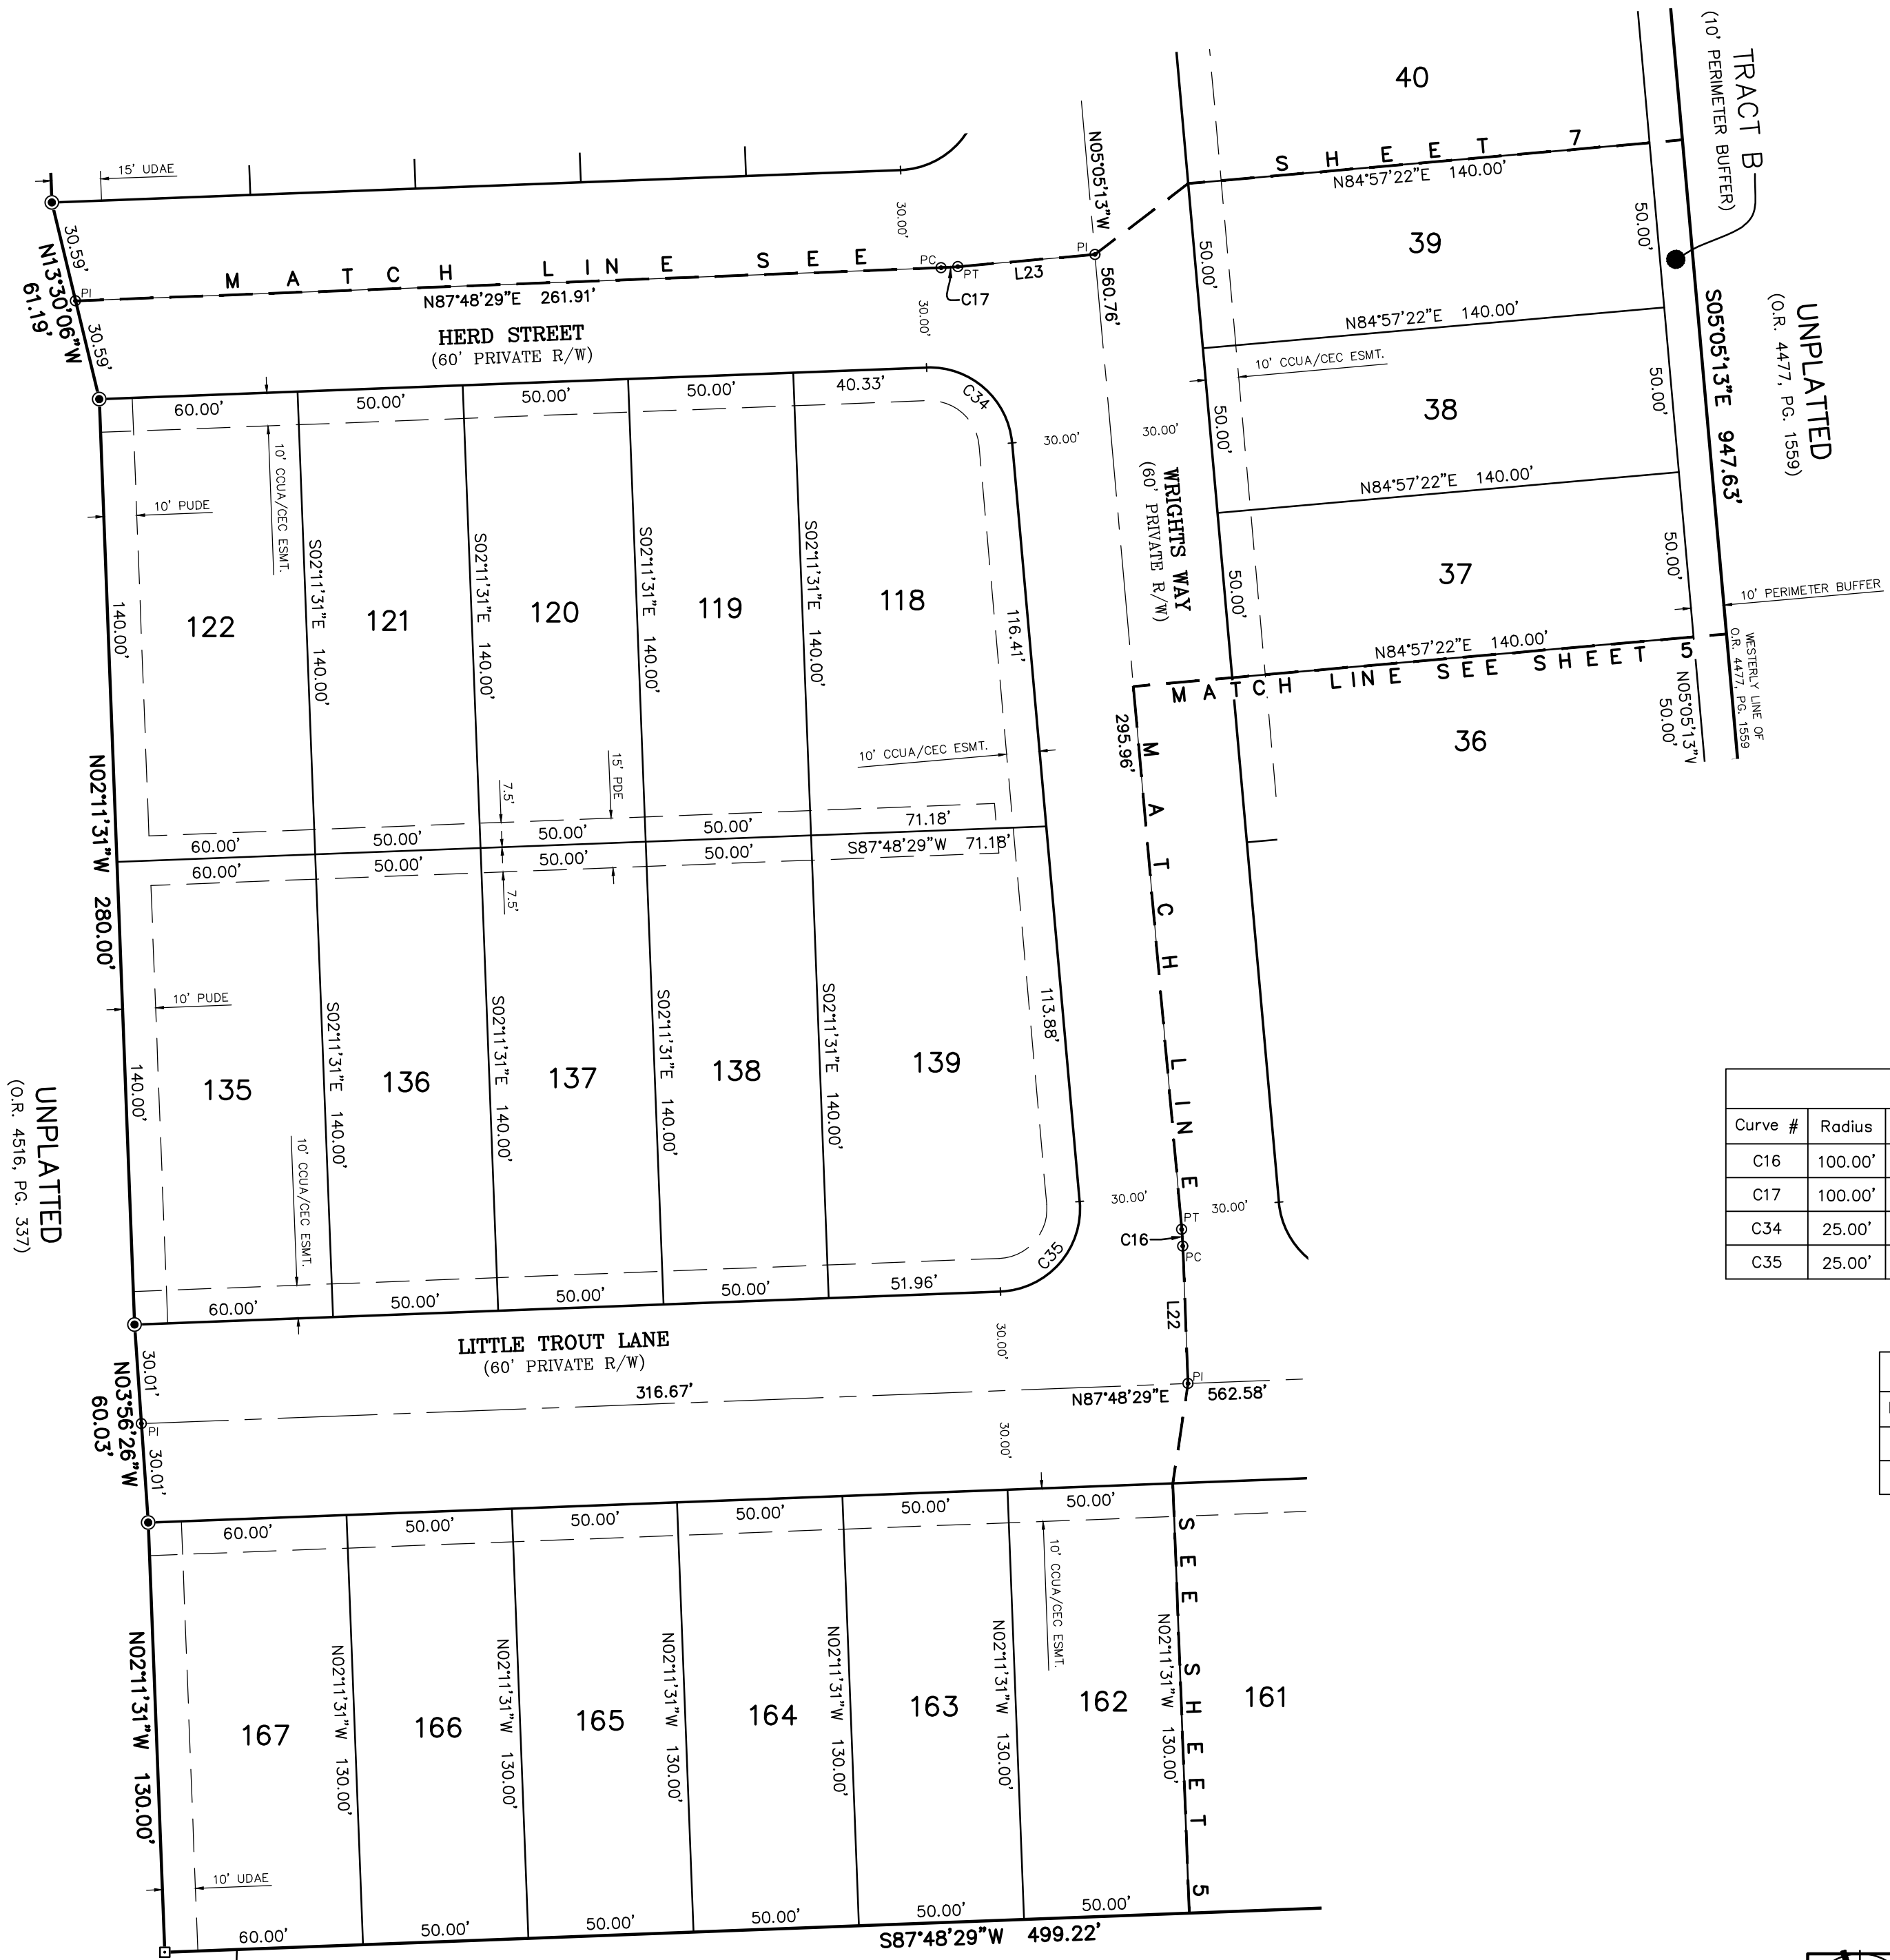 TRACT B
(10' PERIMETER BUFFER)
UNPLATTED
(O.R. 4477, PG. 1559)
S05°05'13"E 947.63'
10' PERIMETER BUFFER
WESTERLY LINE OF
O.R. 4477, PG. 1559
40
SHEET 7
N84°57'22"E 140.00'
39
50.00'
50.00'
N84°57'22"E 140.00'
10' CCUA/CEC ESMT.
38
50.00'
50.00'
N84°57'22"E 140.00'
37
50.00'
50.00'
N84°57'22"E 140.00'
MATCH LINE SEE SHEET 5
N05°05'13"W
50.00'
36
15' UDAE
30.59'
N13°30'06"W
61.19'
PI
30.59'
MATCH LINE SEE
N87°48'29"E 261.91'
30.00'
PC
PT
C17
L23
PI
N05°05'13"W
560.76'
30.00'
HERD STREET
(60' PRIVATE R/W)
60.00'
50.00'
50.00'
50.00'
40.33'
C34
30.00'
30.00'
WRIGHTS WAY
(60' PRIVATE R/W)
10' CCUA/CEC ESMT.
10' PUDE
140.00'
122
S02°11'31"E 140.00'
121
S02°11'31"E 140.00'
120
S02°11'31"E 140.00'
119
S02°11'31"E 140.00'
118
116.41'
10' CCUA/CEC ESMT.
295.96'
MATCH LINE
7.5'
15' PDE
60.00'
50.00'
50.00'
50.00'
71.18'
60.00'
50.00'
50.00'
50.00'
S87°48'29"W 71.18'
7.5'
N02°11'31"W 280.00'
10' PUDE
140.00'
135
S02°11'31"E 140.00'
136
S02°11'31"E 140.00'
137
S02°11'31"E 140.00'
138
S02°11'31"E 140.00'
139
113.88'
10' CCUA/CEC ESMT.
UNPLATTED
(O.R. 4516, PG. 337)
60.00'
50.00'
50.00'
50.00'
51.96'
C35
30.00'
30.00'
PT
C16
PC
L22
LITTLE TROUT LANE
(60' PRIVATE R/W)
30.00'
30.01'
N03°56'26"W
60.03'
PI
30.01'
316.67'
N87°48'29"E 562.58'
PI
30.00'
60.00'
50.00'
50.00'
50.00'
50.00'
50.00'
10' CCUA/CEC ESMT.
SEE SHEET 5
N02°11'31"W 130.00'
167
N02°11'31"W 130.00'
166
N02°11'31"W 130.00'
165
N02°11'31"W 130.00'
164
N02°11'31"W 130.00'
163
N02°11'31"W 130.00'
162
N02°11'31"W 130.00'
161
10' UDAE
60.00'
50.00'
50.00'
50.00'
50.00'
50.00'
S87°48'29"W 499.22'
Curve # Radius
C16 100.00'
C17 100.00'
C34 25.00'
C35 25.00'